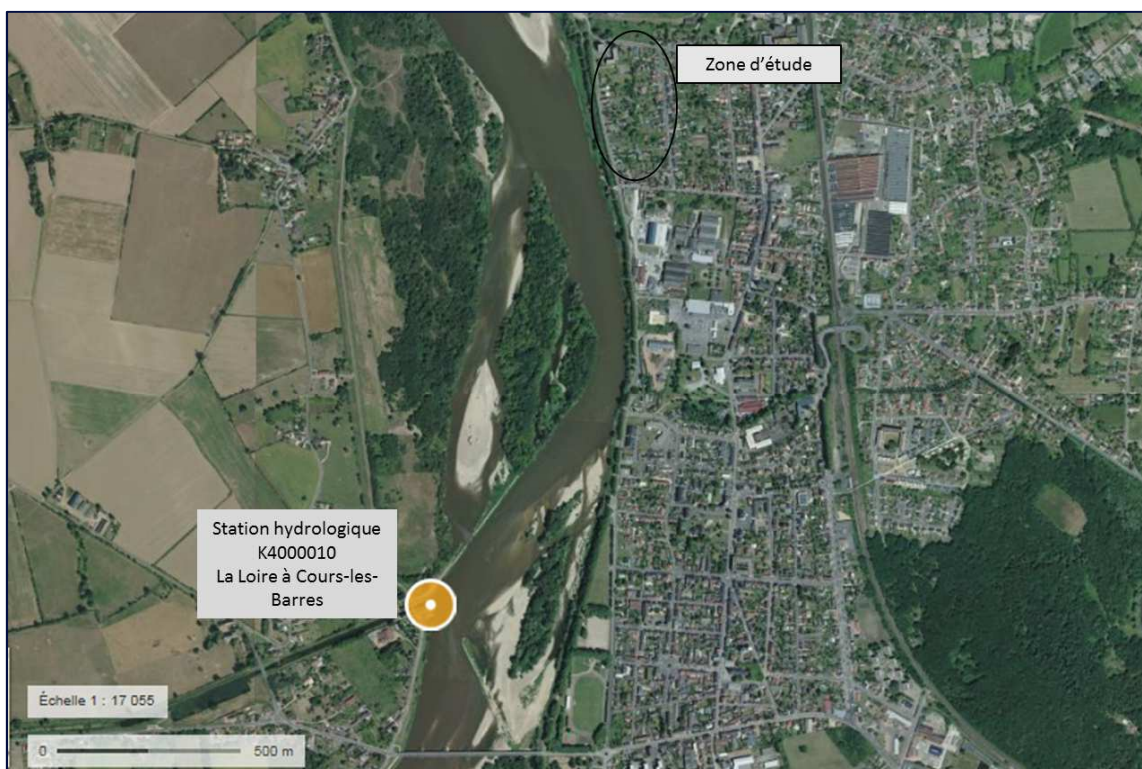 Zone d'étude
Station hydrologique
K4000010
La Loire à Cours-les-
Barres
Échelle 1 : 17 055
0 500 m